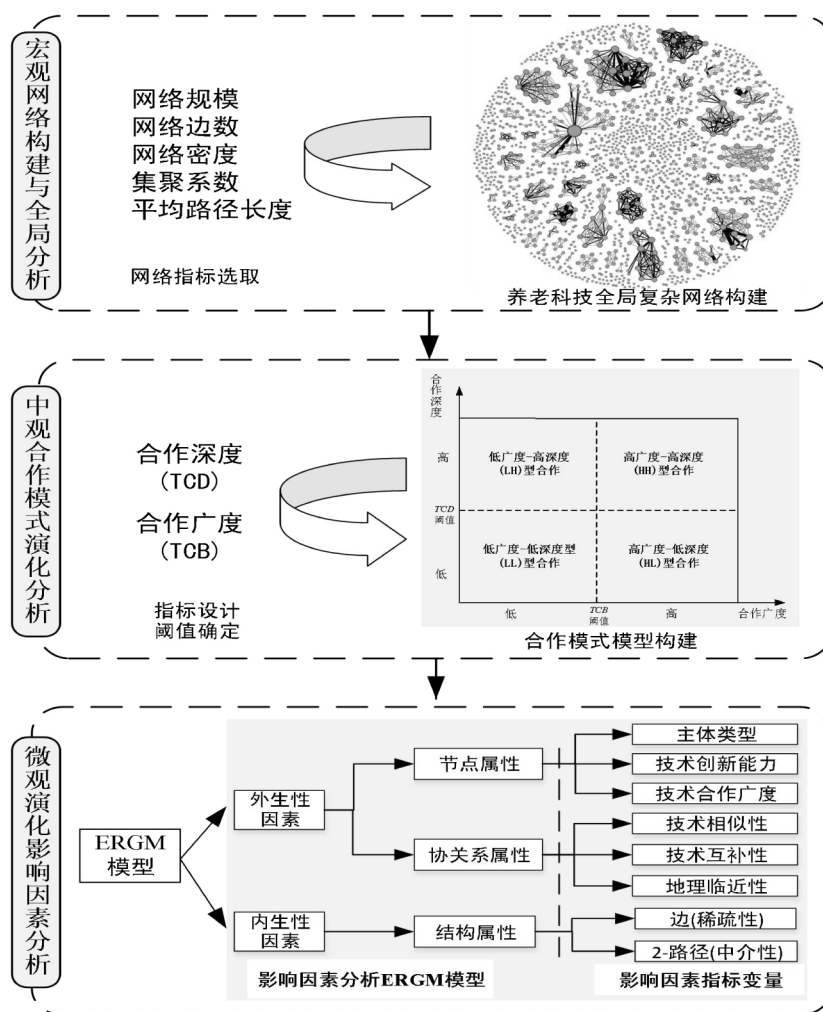 宏观网络构建与全局分析
网络规模
网络边数
网络密度
集聚系数
平均路径长度
网络指标选取
养老科技全局复杂网络构建
中观合作模式演化分析
合作深度
(TCD)
合作广度
(TCB)
指标设计
阈值确定
合作
深度
高
TCD
阈值
低
低广度-高深度
(LH)型合作
高广度-高深度
(HH)型合作
低广度-低深度型
(LL)型合作
高广度-低深度
(HL)型合作
低
TCB
阈值
高
合作广度
合作模式模型构建
微观演化影响因素分析
ERGM
模型
外生性
因素
内生性
因素
节点属性
协关系属性
结构属性
主体类型
技术创新能力
技术合作广度
技术相似性
技术互补性
地理临近性
边(稀疏性)
2-路径(中介性)
影响因素分析ERGM模型
影响因素指标变量